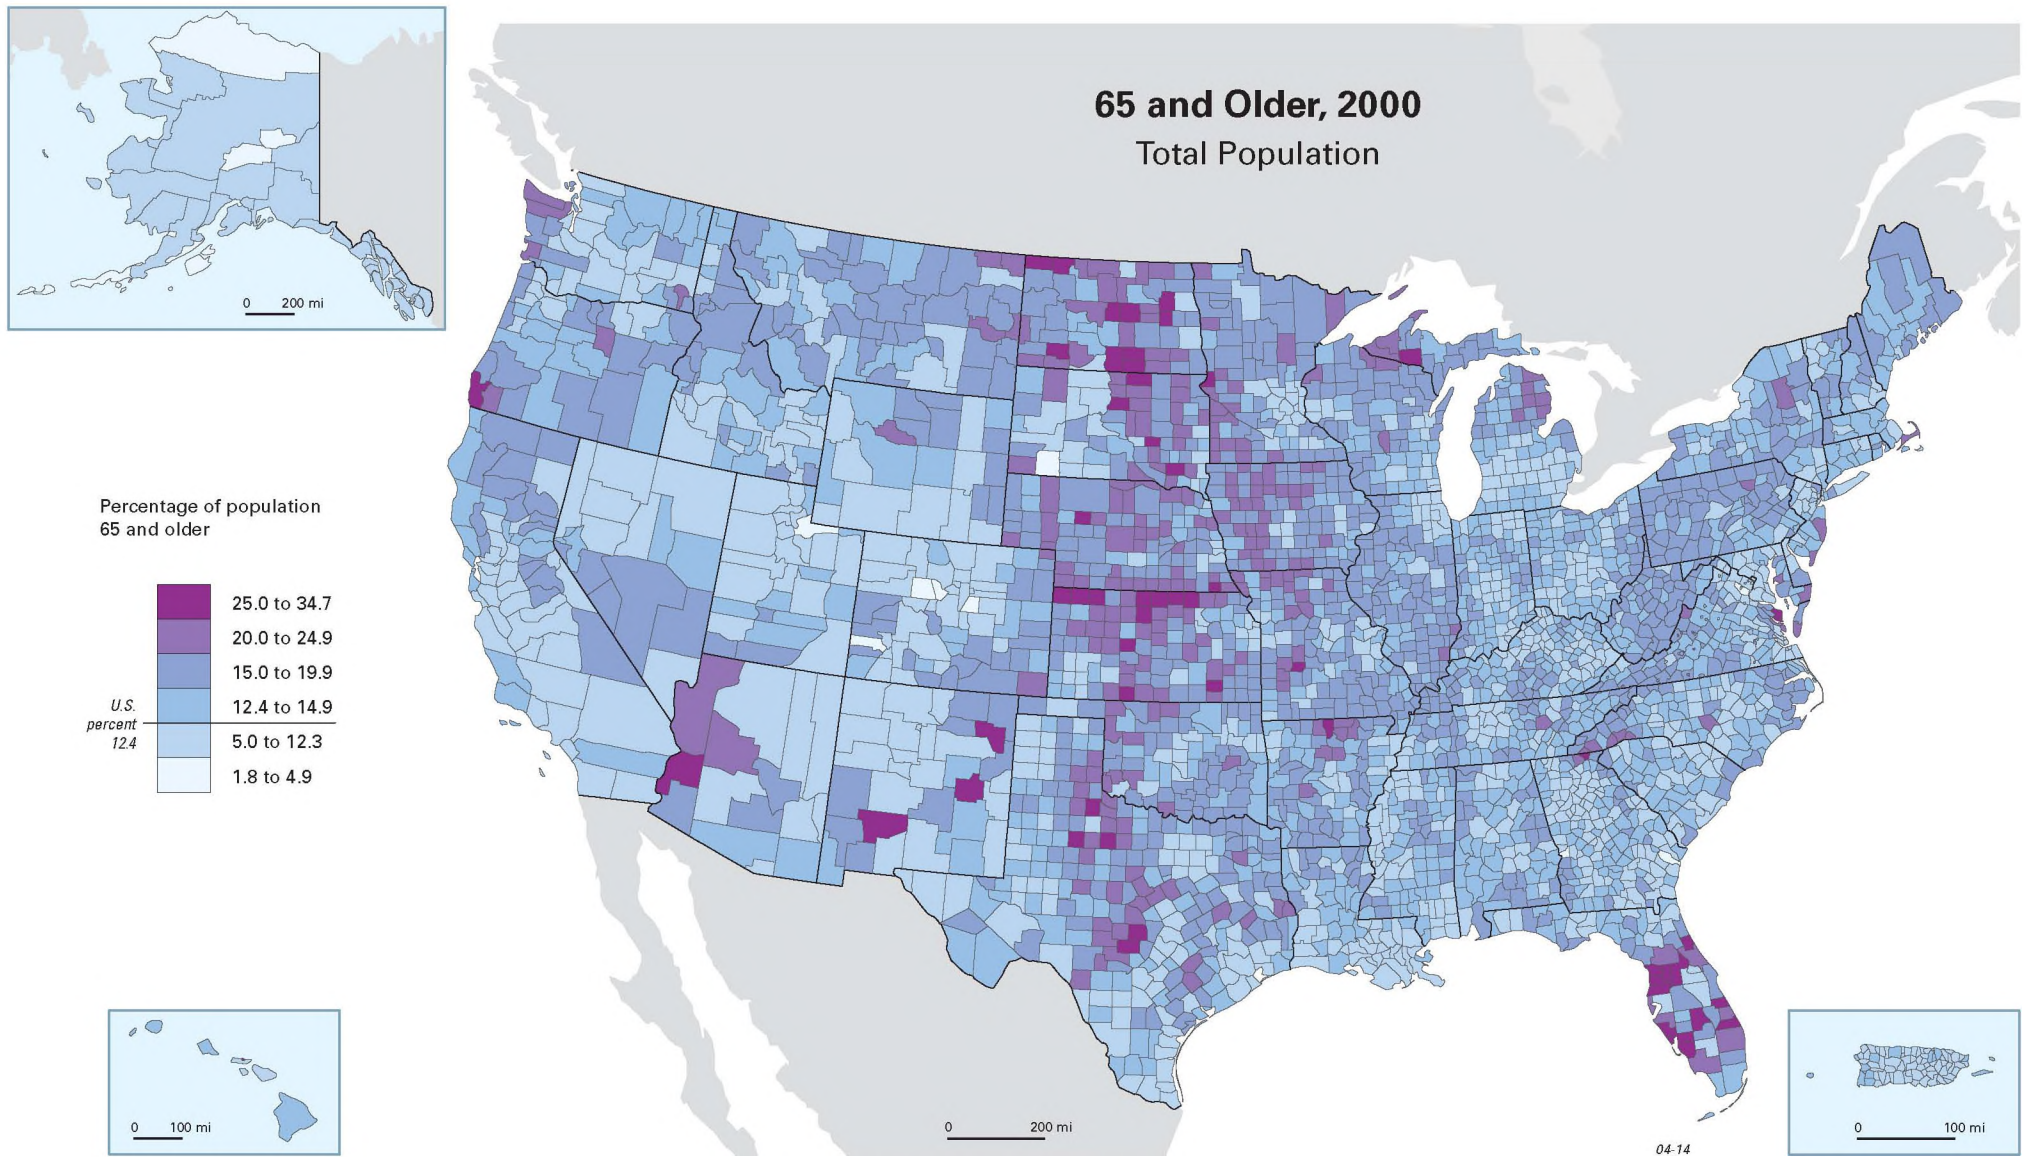 65 and Older, 2000
Total Population
0 200 mi
Percentage of population
65 and older
25.0 to 34.7
20.0 to 24.9
15.0 to 19.9
12.4 to 14.9
U.S.
percent
12.4
5.0 to 12.3
1.8 to 4.9
0 100 mi
0 200 mi
0 100 mi
04-14